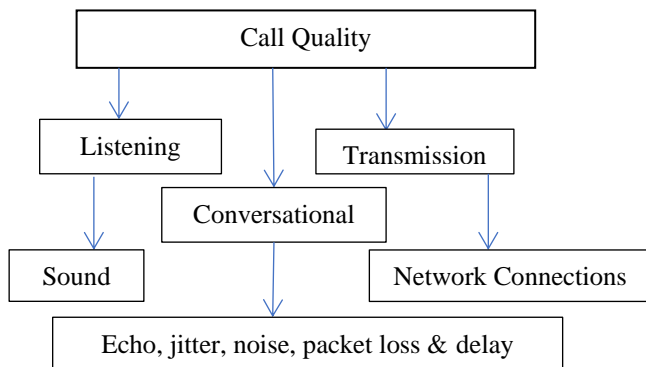 Call Quality
Listening
Transmission
Conversational
Sound
Network Connections
Echo, jitter, noise, packet loss & delay